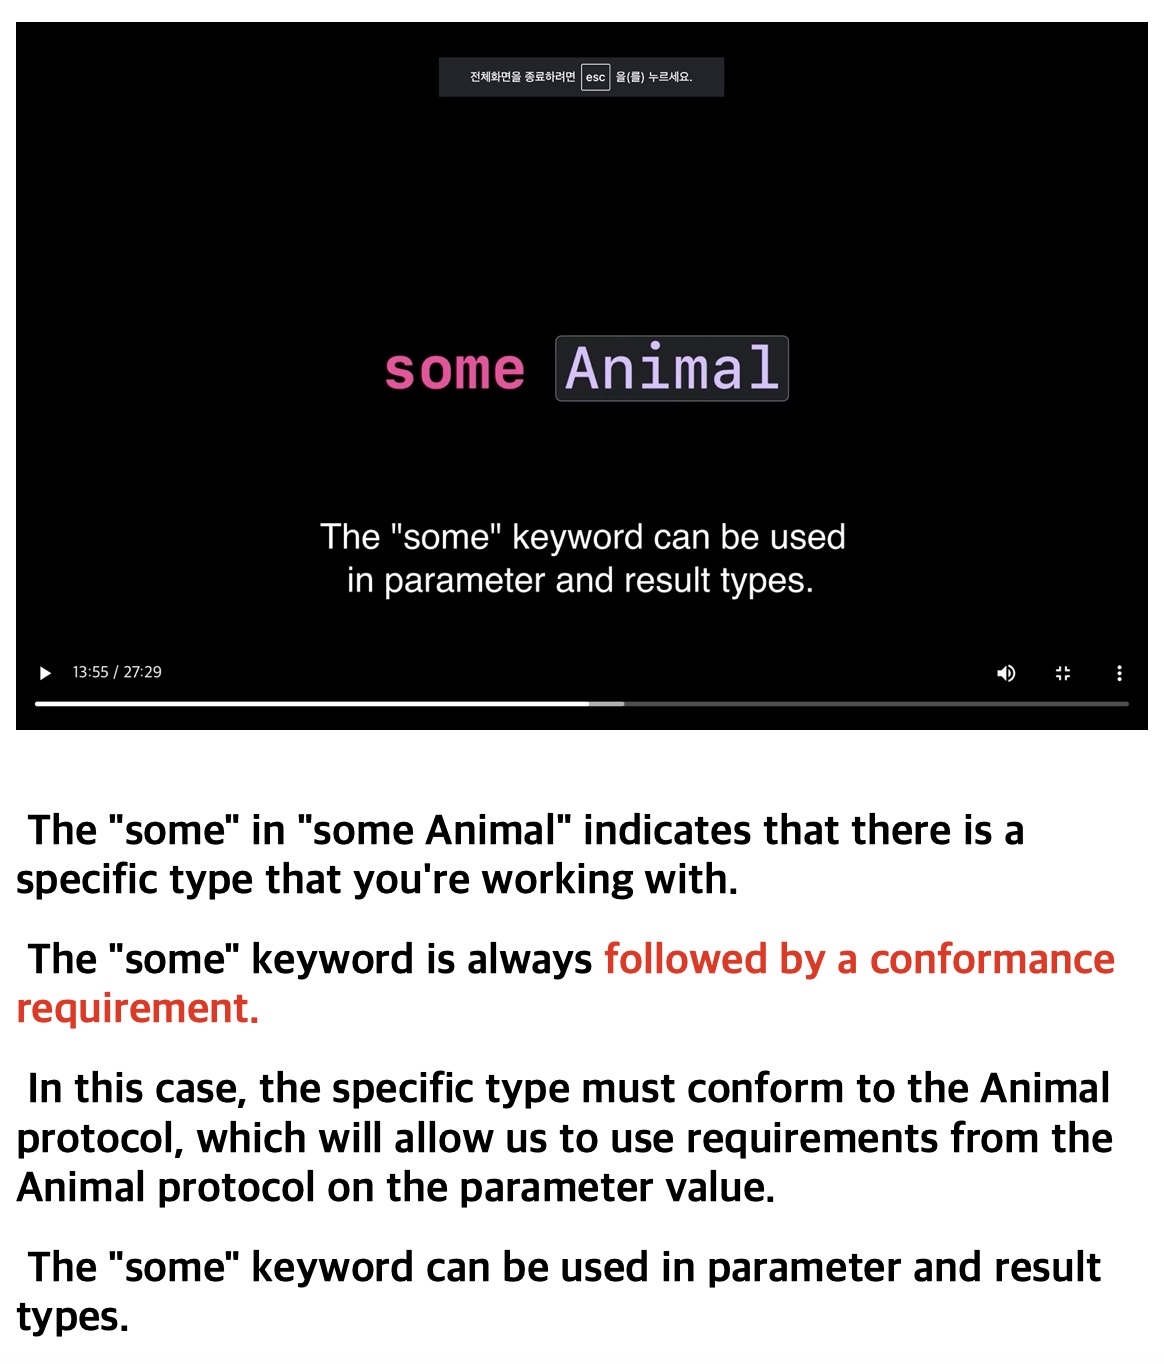 전체화면을 종료하려면 esc 을(를) 누르세요.
some Animal
The "some" keyword can be used
in parameter and result types.
13:55 / 27:29
The "some" in "some Animal" indicates that there is a
specific type that you're working with.
The "some" keyword is always followed by a conformance
requirement.
In this case, the specific type must conform to the Animal
protocol, which will allow us to use requirements from the
Animal protocol on the parameter value.
The "some" keyword can be used in parameter and result
types.